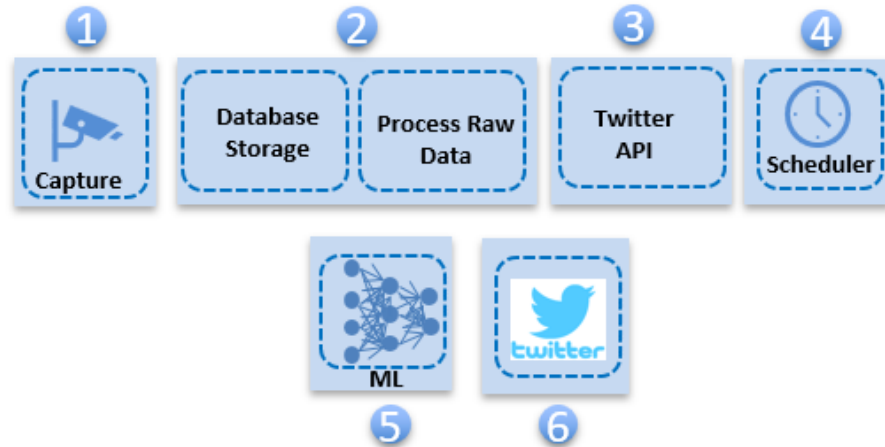 1
2
3
4
Capture
Database
Storage
Process Raw
Data
Twitter
API
Scheduler
ML
twitter
5
6